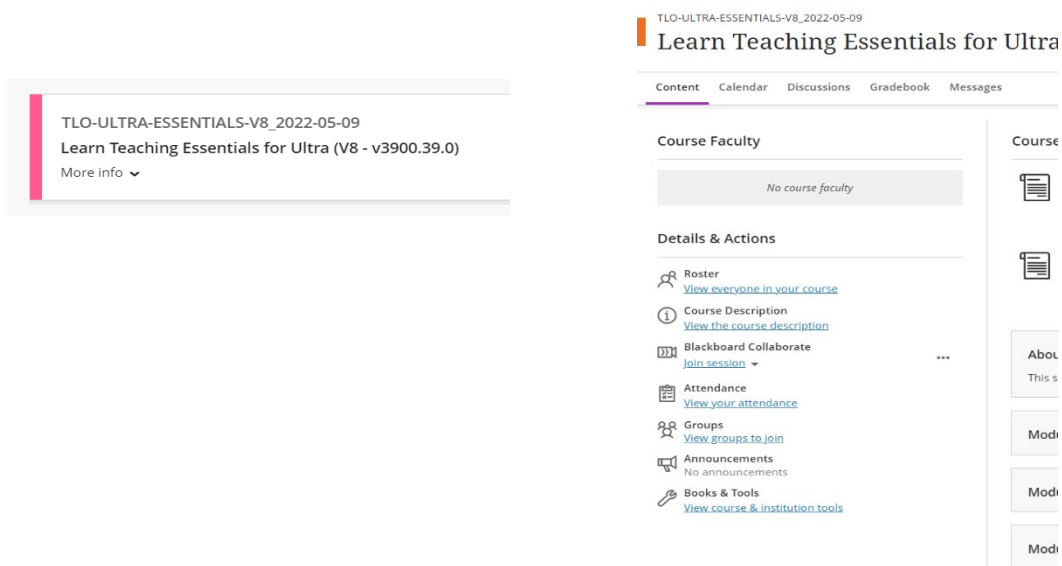 TLO-ULTRA-ESSENTIALS-V8_2022-05-09
Learn Teaching Essentials for Ultra (V8 - v3900.39.0)
More info
TLO-ULTRA-ESSENTIALS-V8_2022-05-09
Learn Teaching Essentials for Ultra
Content Calendar Discussions Gradebook Messages
Course Faculty
No course faculty
Details & Actions
Roster
View everyone in your course
Course Description
View the course description
Blackboard Collaborate
Join session
Attendance
View your attendance
Groups
View groups to join
Announcements
No announcements
Books & Tools
View course & institution tools
Course
This